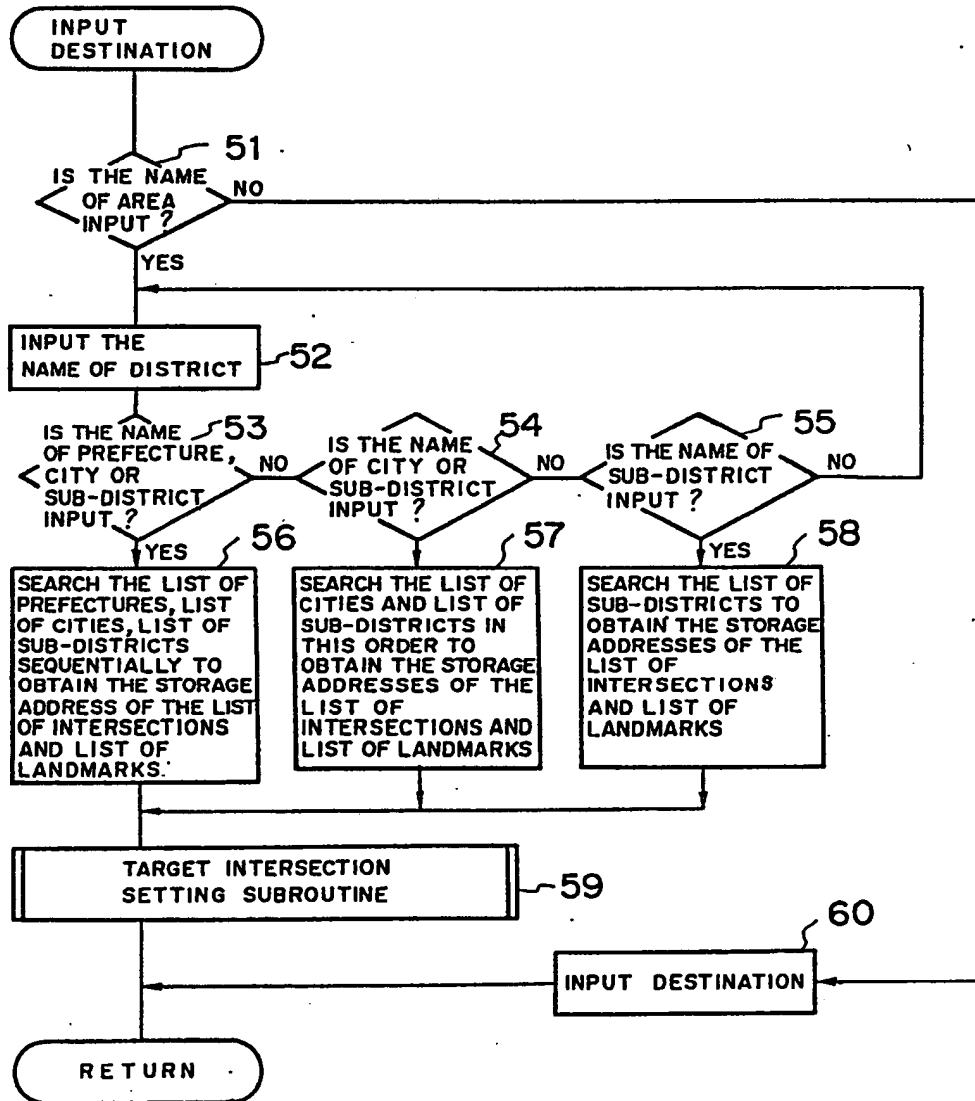 INPUT
DESTINATION
51
IS THE NAME
OF AREA
INPUT ?
NO
YES
INPUT THE
NAME OF DISTRICT
52
IS THE NAME
OF PREFECTURE,
CITY OR
SUB-DISTRICT
INPUT ?
53
NO
YES
IS THE NAME
OF CITY OR
SUB-DISTRICT
INPUT ?
54
NO
IS THE NAME OF
SUB-DISTRICT
INPUT ?
55
NO
YES
56
SEARCH THE LIST OF
PREFECTURES, LIST
OF CITIES, LIST OF
SUB-DISTRICTS
SEQUENTIALLY TO
OBTAIN THE STORAGE
ADDRESS OF THE LIST
OF INTERSECTIONS
AND LIST OF
LANDMARKS.
57
SEARCH THE LIST OF
CITIES AND LIST OF
SUB-DISTRICTS IN
THIS ORDER TO
OBTAIN THE STORAGE
ADDRESSES OF THE
LIST OF
INTERSECTIONS AND
LIST OF LANDMARKS
58
SEARCH THE LIST OF
SUB-DISTRICTS TO
OBTAIN THE STORAGE
ADDRESSES OF THE
LIST OF
INTERSECTIONS
AND LIST OF
LANDMARKS
TARGET INTERSECTION
SETTING SUBROUTINE
59
60
INPUT DESTINATION
RETURN